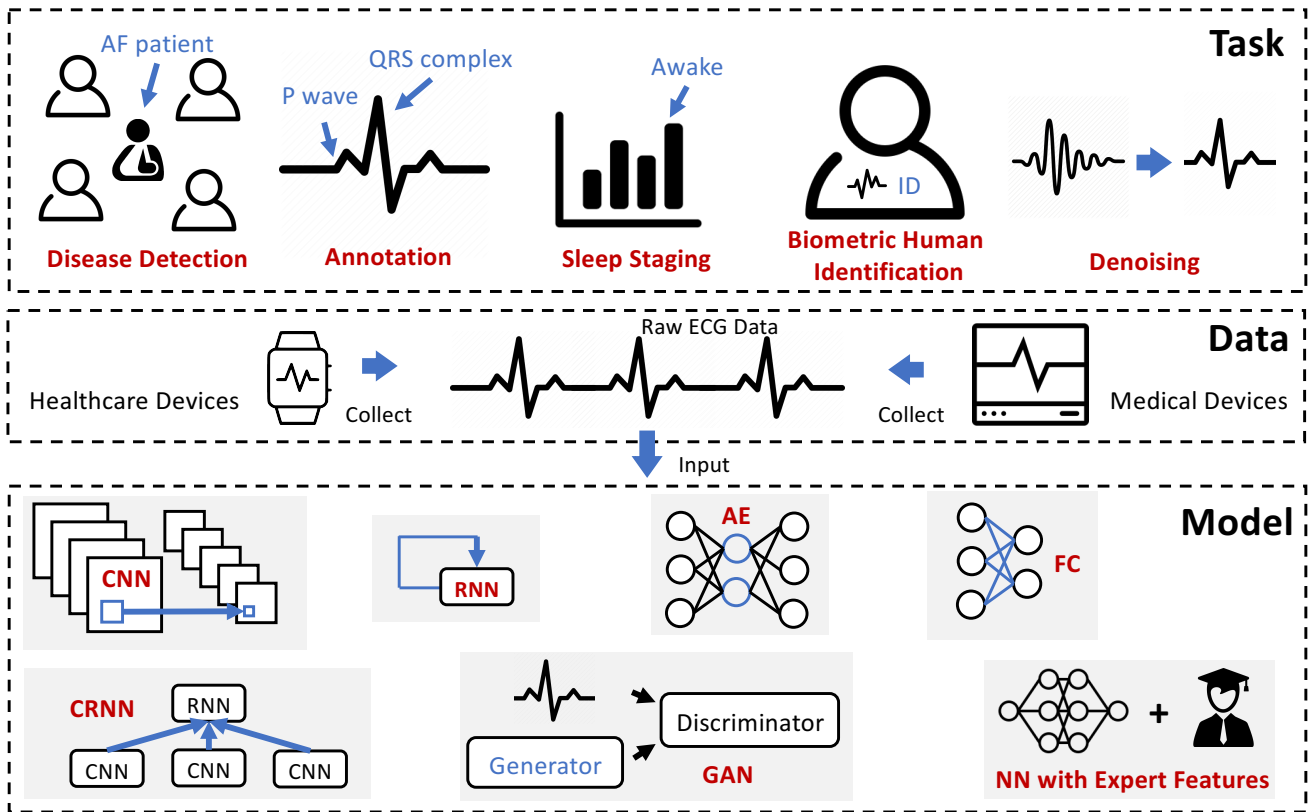 Task
AF patient
QRS complex
P wave
Awake
ID
Disease Detection
Annotation
Sleep Staging
Biometric Human
Identification
Denoising
Data
Raw ECG Data
Healthcare Devices
Collect
Collect
Medical Devices
Input
Model
CNN
RNN
AE
FC
CRNN
RNN
CNN
CNN
CNN
Discriminator
Generator
GAN
+
NN with Expert Features